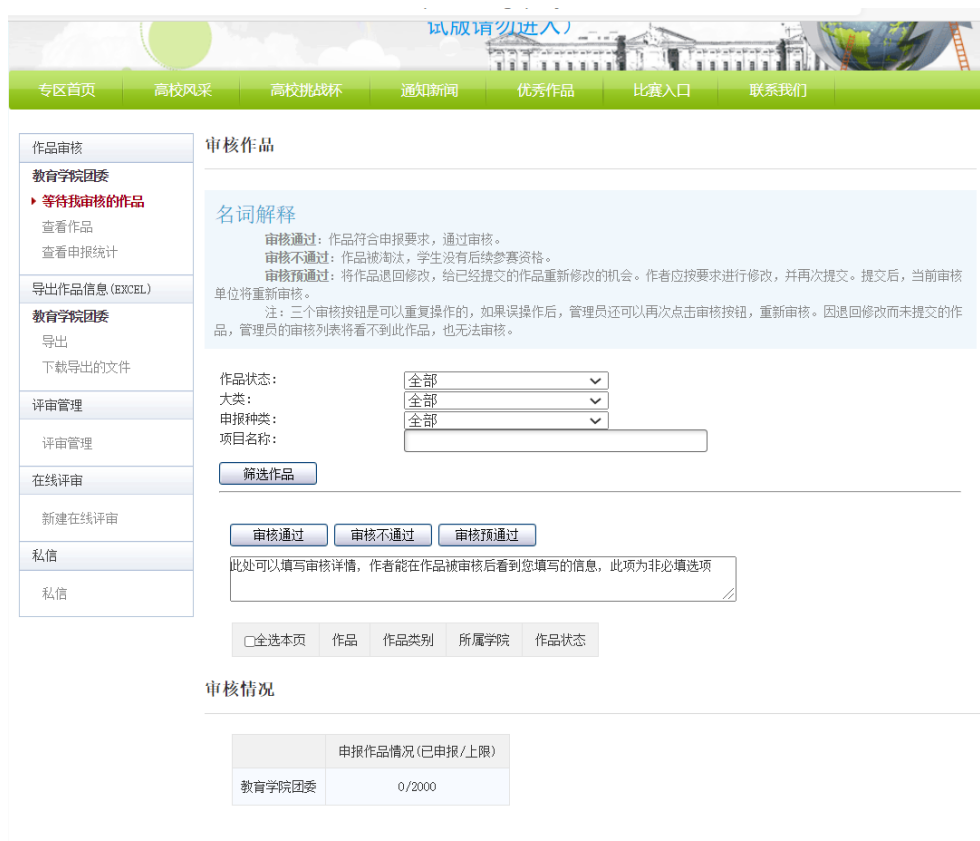 试版请勿进入）
专区首页 高校风采 高校挑战杯 通知新闻 优秀作品 比赛入口 联系我们
作品审核
教育学院团委
等待我审核的作品
查看作品
查看申报统计
导出作品信息(EXCEL)
教育学院团委
导出
下载导出的文件
评审管理
评审管理
在线评审
新建在线评审
私信
私信
审核作品
名词解释
审核通过：作品符合申报要求，通过审核。
审核不通过：作品被淘汰，学生没有后续参赛资格。
审核预通过：将作品退回修改，给已经提交的作品重新修改的机会。作者应按要求进行修改，并再次提交。提交后，当前审核
单位将重新审核。
注：三个审核按钮是可以重复操作的，如果误操作后，管理员还可以再次点击审核按钮，重新审核。因退回修改而未提交的作
品，管理员的审核列表将看不到此作品，也无法审核。
作品状态： 全部
大类： 全部
申报种类： 全部
项目名称：
筛选作品
审核通过 审核不通过 审核预通过
此处可以填写审核详情，作者能在作品被审核后看到您填写的信息，此项为非必填选项
全选本页 作品 作品类别 所属学院 作品状态
审核情况
申报作品情况(已申报/上限)
教育学院团委 0/2000